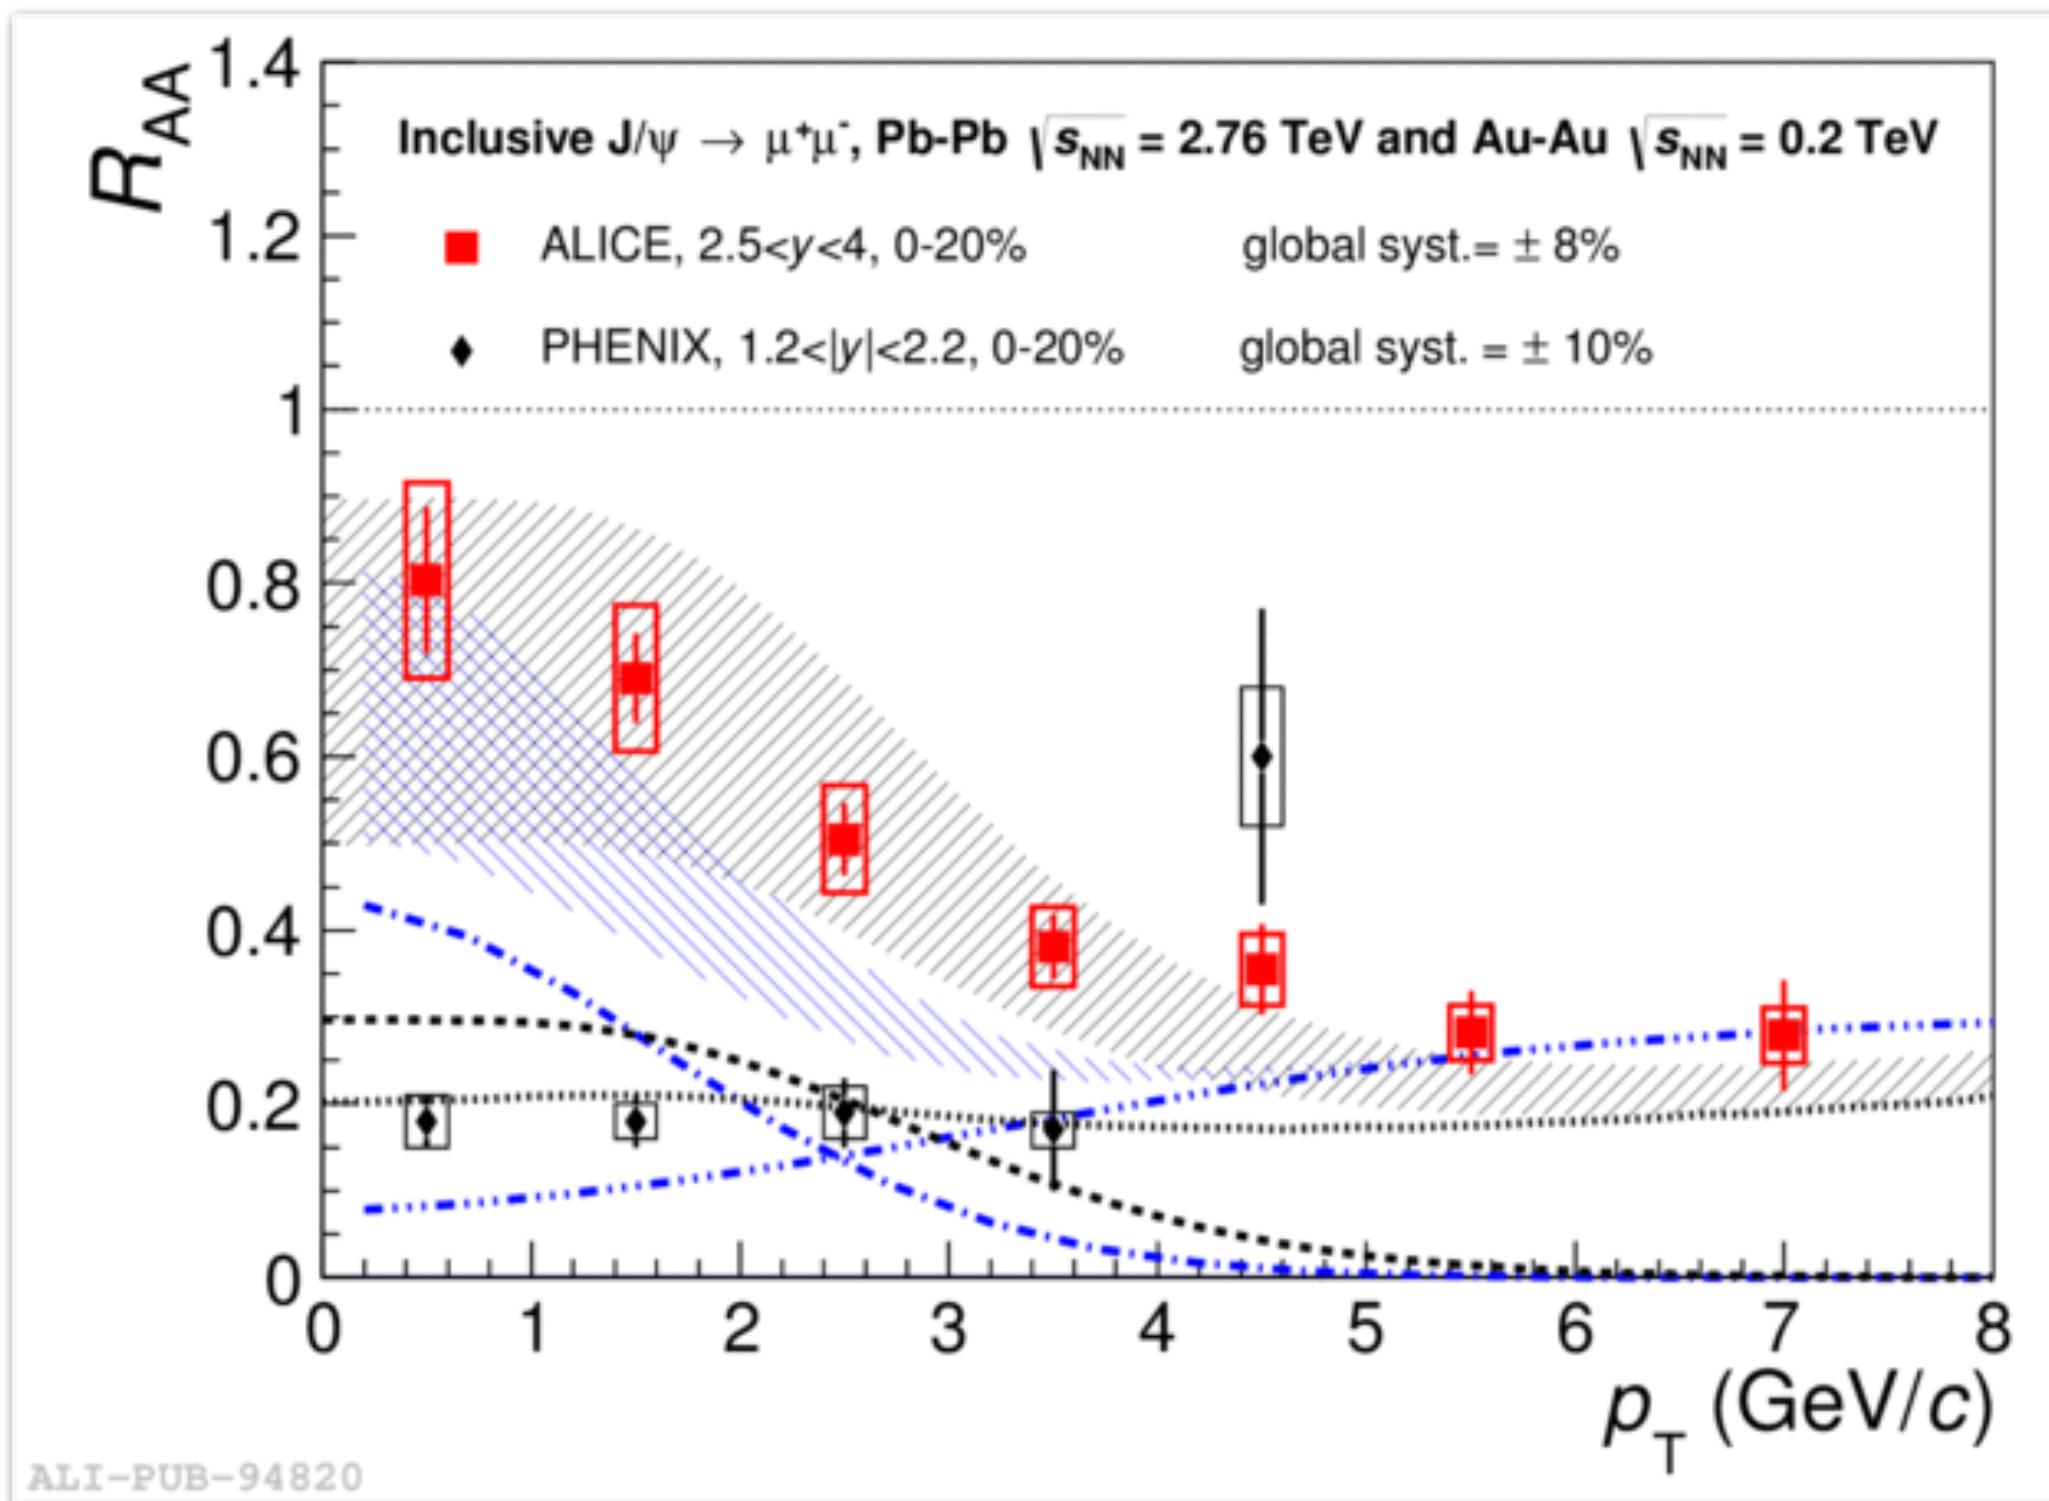 R_AA
1.4
Inclusive J/ψ → μ⁺μ⁻, Pb-Pb √s_NN = 2.76 TeV and Au-Au √s_NN = 0.2 TeV
1.2
ALICE, 2.5<y<4, 0-20% global syst.= ± 8%
PHENIX, 1.2<|y|<2.2, 0-20% global syst. = ± 10%
1
0.8
0.6
0.4
0.2
0
0 1 2 3 4 5 6 7 8
p_T (GeV/c)
ALI-PUB-94820